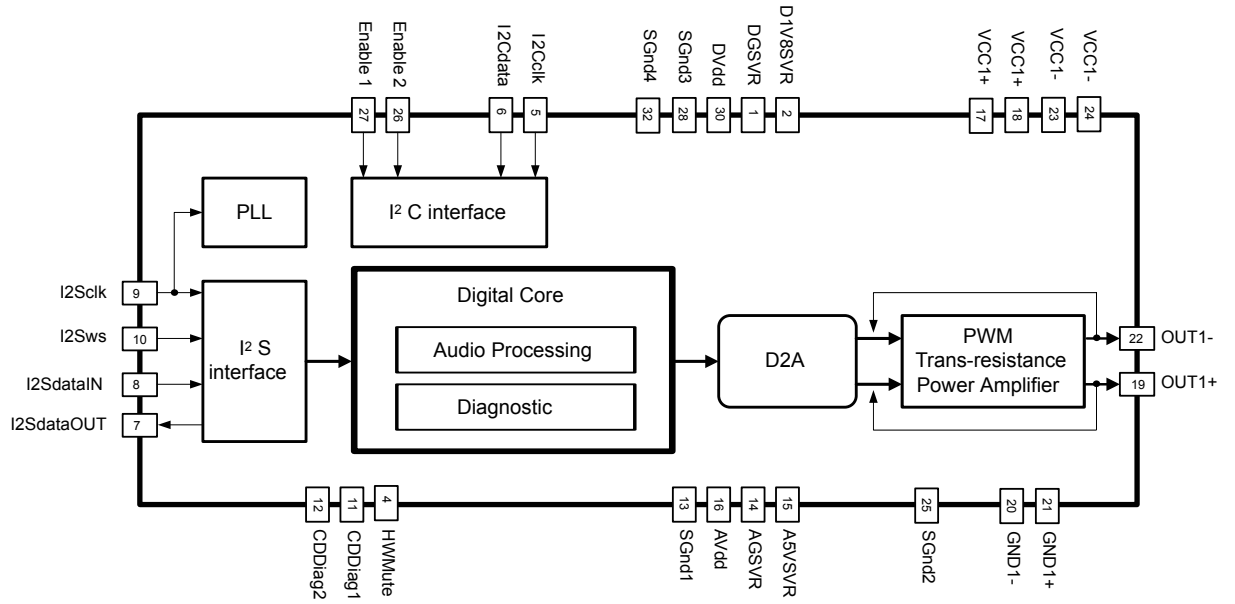 Enable 1
Enable 2
I2Cdata
I2Cclk
SGnd4
SGnd3
DVdd
DGSVR
D1V8SVR
VCC1+
VCC1+
VCC1-
VCC1-
27
26
6
5
32
28
30
1
2
17
18
23
24
PLL
I² C interface
I2Sclk
9
I2Sws
10
I2SdataIN
8
I2SdataOUT
7
I² S
interface
Digital Core
Audio Processing
Diagnostic
D2A
PWM
Trans-resistance
Power Amplifier
22
OUT1-
19
OUT1+
12
11
4
13
16
14
15
25
20
21
CDDiag2
CDDiag1
HWMute
SGnd1
AVdd
AGSVR
A5VSVR
SGnd2
GND1-
GND1+